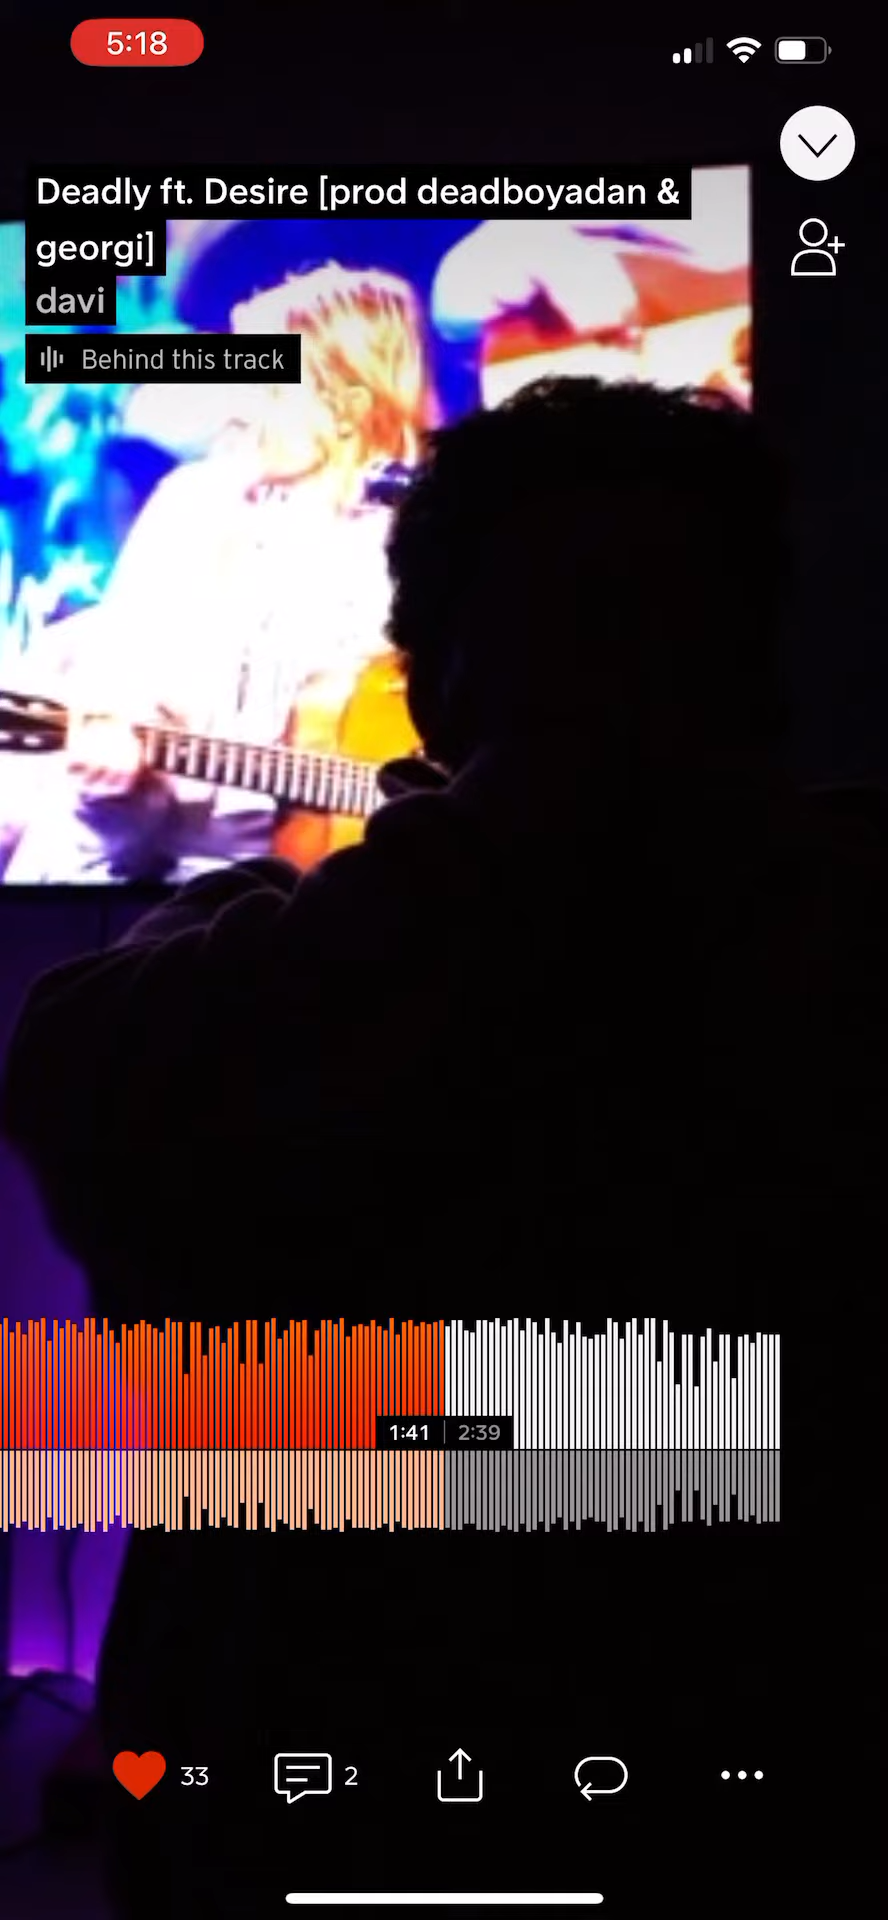 5:18
Deadly ft. Desire [prod deadboyadan &
georgi]
davi
Behind this track
1:41 2:39
33 2